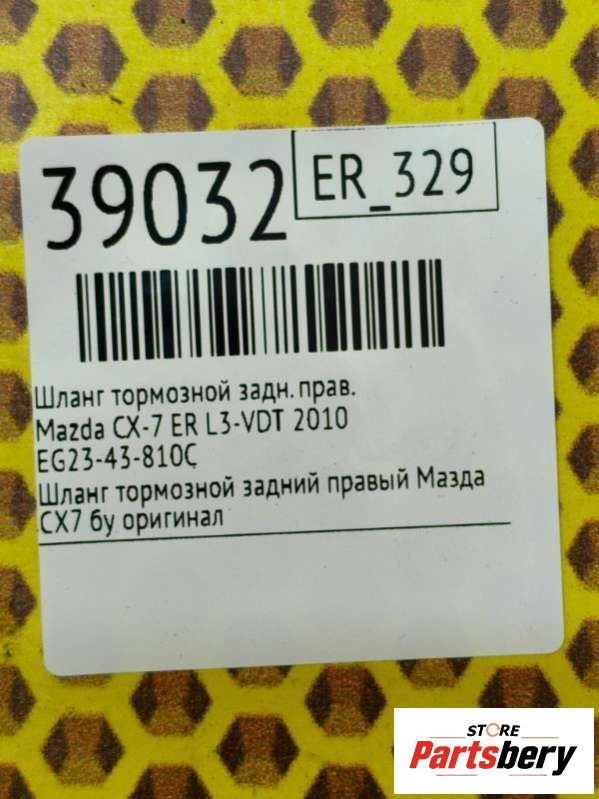 39032
ER_329
Шланг тормозной задн. прав.
Mazda CX-7 ER L3-VDT 2010
EG23-43-810C
Шланг тормозной задний правый Мазда
CX7 бу оригинал
STORE
Partsbery